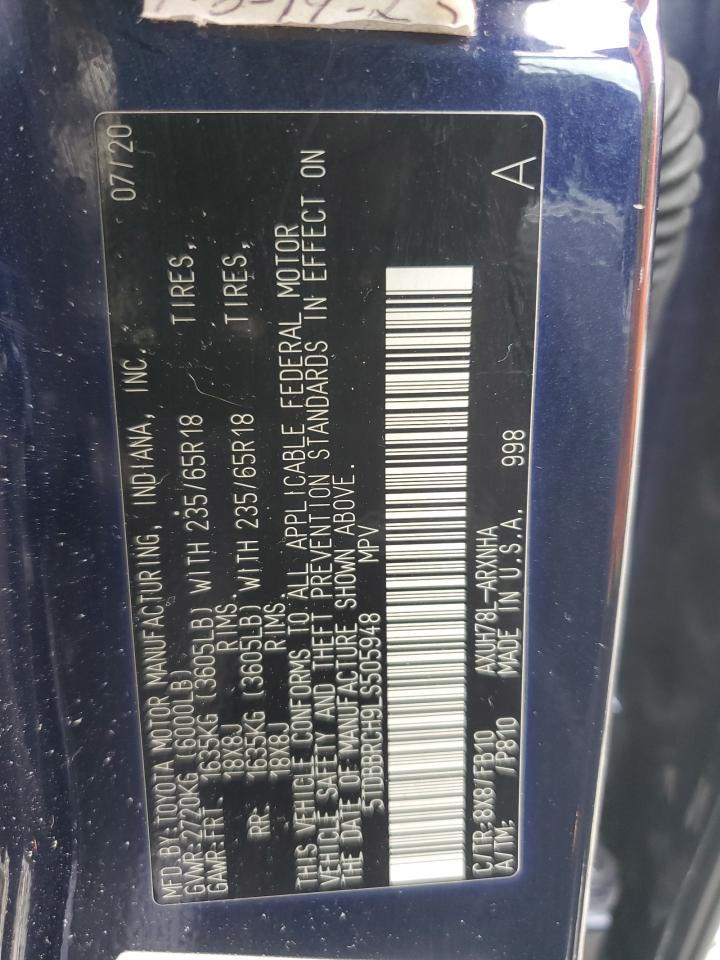 MFD.BY:TOYOTA MOTOR MANUFACTURING, INDIANA, INC. 07/20
GVWR:2720KG (6000LB)
GAWR:FRT. 1635KG (3605LB) WITH 235/65R18 TIRES,
18X8J RIMS.
RR: 1635KG (3605LB) WITH 235/65R18 TIRES,
18X8J RIMS.
THIS VEHICLE CONFORMS TO ALL APPLICABLE FEDERAL MOTOR
VEHICLE SAFETY AND THEFT PREVENTION STANDARDS IN EFFECT ON
THE DATE OF MANUFACTURE SHOWN ABOVE.
5TDBBRCH9LS505948 MPV
C/TR:8X8/FB10 AXUH78L-ARXNHA
A/TM: /P810 MADE IN U.S.A. 998 A